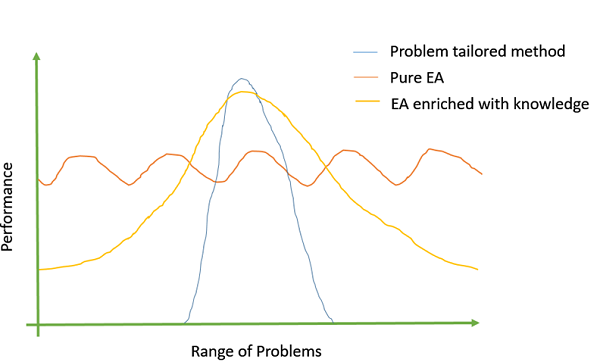 Problem tailored method
Pure EA
EA enriched with knowledge
Performance
Range of Problems